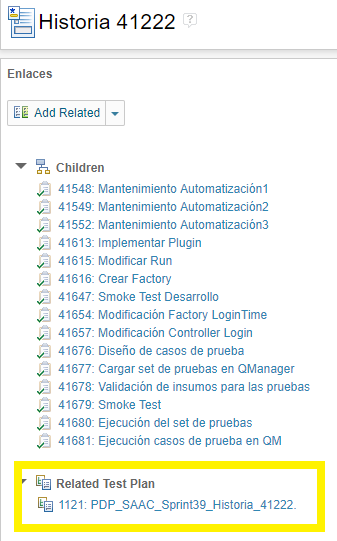 Historia 41222
?
Enlaces
Add Related
Children
41548: Mantenimiento Automatización1
41549: Mantenimiento Automatización2
41552: Mantenimiento Automatización3
41613: Implementar Plugin
41615: Modificar Run
41616: Crear Factory
41647: Smoke Test Desarrollo
41654: Modificación Factory LoginTime
41657: Modificación Controller Login
41676: Diseño de casos de prueba
41677: Cargar set de pruebas en QManager
41678: Validación de insumos para las pruebas
41679: Smoke Test
41680: Ejecución del set de pruebas
41681: Ejecución casos de prueba en QM
Related Test Plan
1121: PDP_SAAC_Sprint39_Historia_41222.